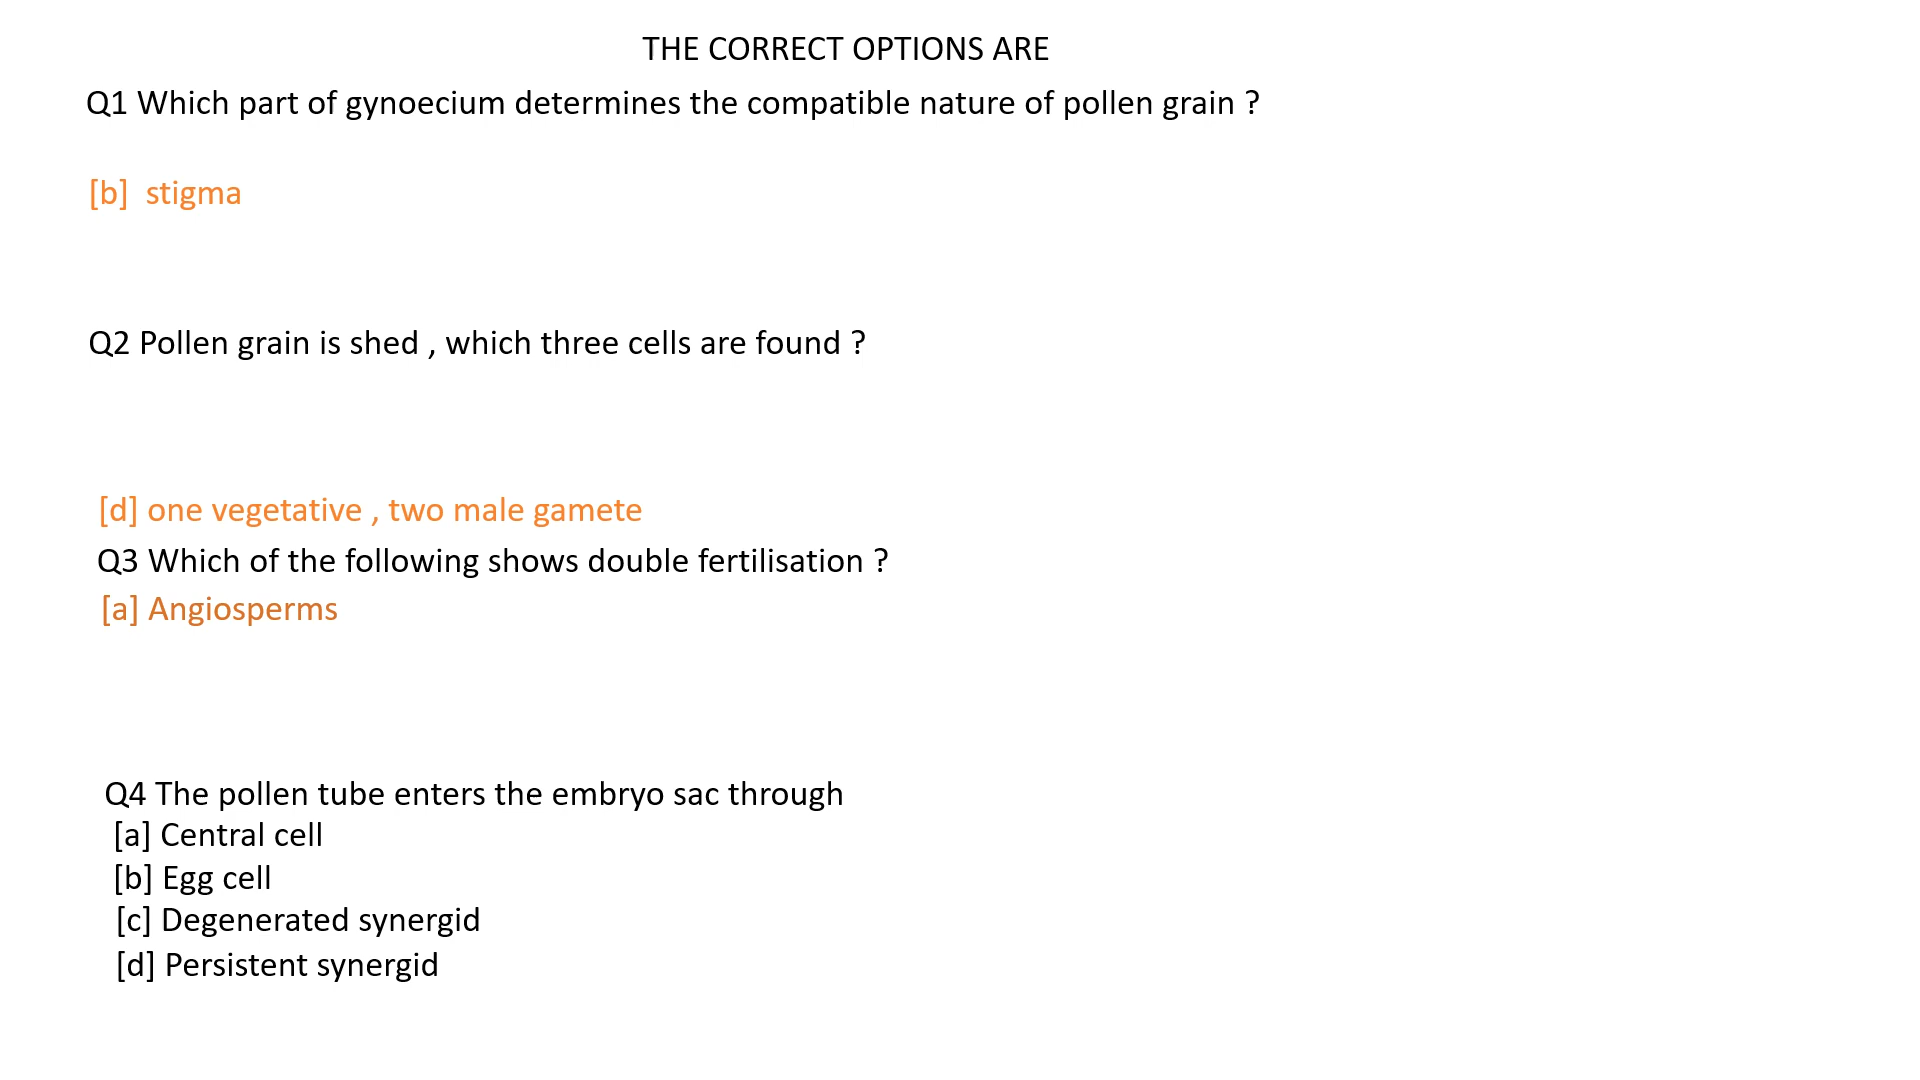 THE CORRECT OPTIONS ARE
Q1 Which part of gynoecium determines the compatible nature of pollen grain ?
[b]  stigma
Q2 Pollen grain is shed , which three cells are found ?
[d] one vegetative , two male gamete
Q3 Which of the following shows double fertilisation ?
[a] Angiosperms
Q4 The pollen tube enters the embryo sac through
[a] Central cell
[b] Egg cell
[c] Degenerated synergid
[d] Persistent synergid